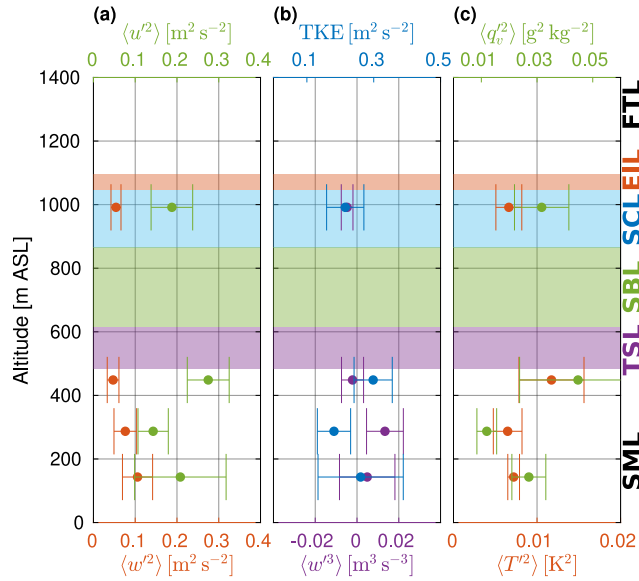 (a) (b) (c)
⟨u′²⟩ [m² s⁻²] TKE [m² s⁻²] ⟨q′ᵥ²⟩ [g² kg⁻²]
0 0.1 0.2 0.3 0.4 0.1 0.3 0.5 0.01 0.03 0.05
1400
1200
1000
800
600
400
200
0
Altitude [m ASL]
FTL
EIL
SCL
SBL
TSL
SML
0 0.1 0.2 0.3 0.4 -0.02 0 0.02 0 0.01 0.02
⟨w′²⟩ [m² s⁻²] ⟨w′³⟩ [m³ s⁻³] ⟨T′²⟩ [K²]